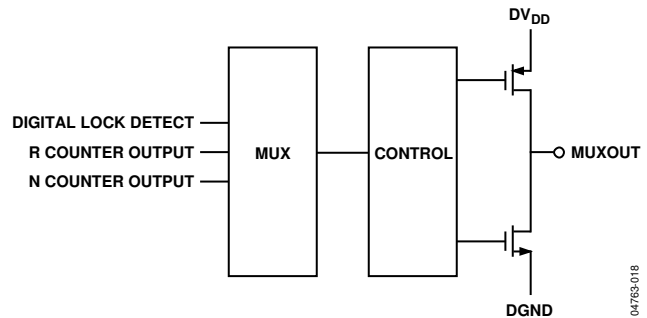 DV_DD
DIGITAL LOCK DETECT
R COUNTER OUTPUT
N COUNTER OUTPUT
MUX
CONTROL
MUXOUT
DGND
04763-018